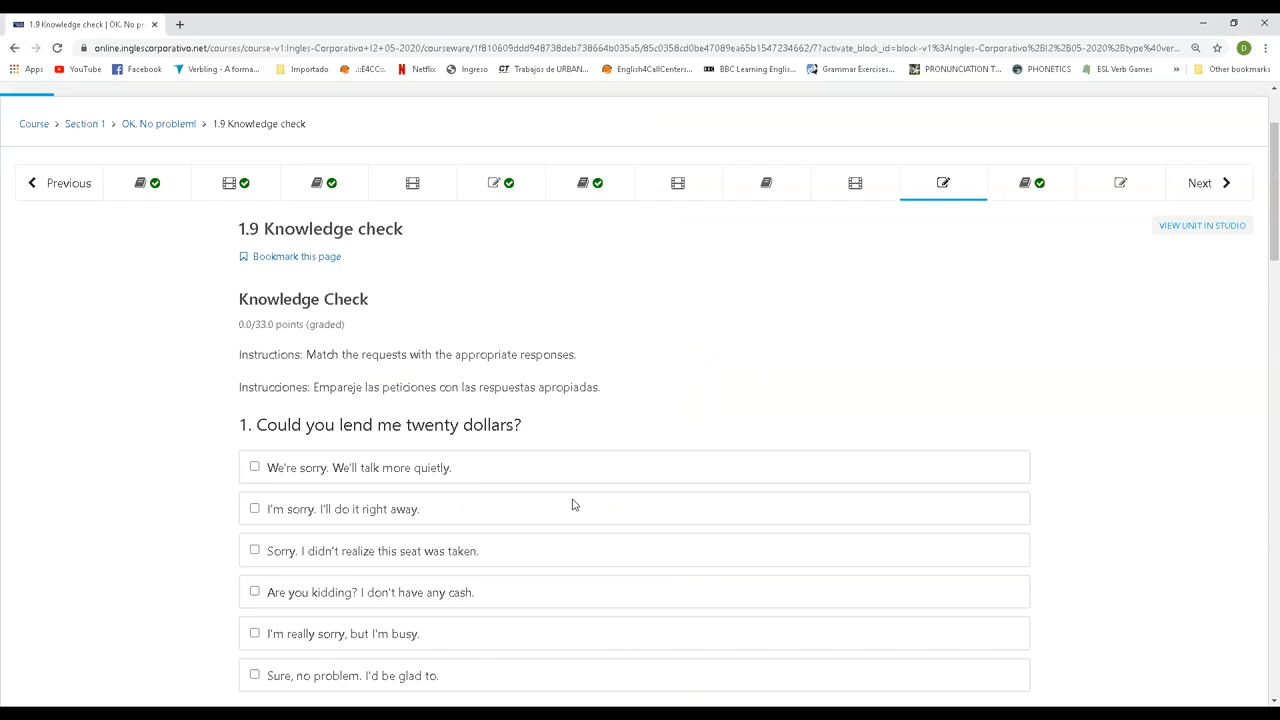 1.9 Knowledge check | OK. No pr
online.inglescorporativo.net/courses/course-v1:Ingles-Corporativo+I2+05-2020/courseware/1f810609ddd948738deb738664b035a5/85c0358cd0be47089e65b1547234662/?activate_block_id=block-v1%3AIngles-Corporativo%2BI2%2B05-2020%2Btype%40ver...
D
Apps
YouTube
Facebook
Verbling - A forma...
Importado
.::E4CC::.
Netflix
Ingreso
CT Trabajos de URBAN...
English4CallCenters...
BBC Learning Englis...
Grammar Exercises...
PRONUNCIATION T...
PHONETICS
ESL Verb Games
»
Other bookmarks
Course > Section 1 > OK. No problem! > 1.9 Knowledge check
Previous
Next
1.9 Knowledge check
VIEW UNIT IN STUDIO
Bookmark this page
Knowledge Check
0.0/33.0 points (graded)
Instructions: Match the requests with the appropriate responses.
Instrucciones: Empareje las peticiones con las respuestas apropiadas.
1. Could you lend me twenty dollars?
We're sorry. We'll talk more quietly.
I'm sorry. I'll do it right away.
Sorry. I didn't realize this seat was taken.
Are you kidding? I don't have any cash.
I'm really sorry, but I'm busy.
Sure, no problem. I'd be glad to.